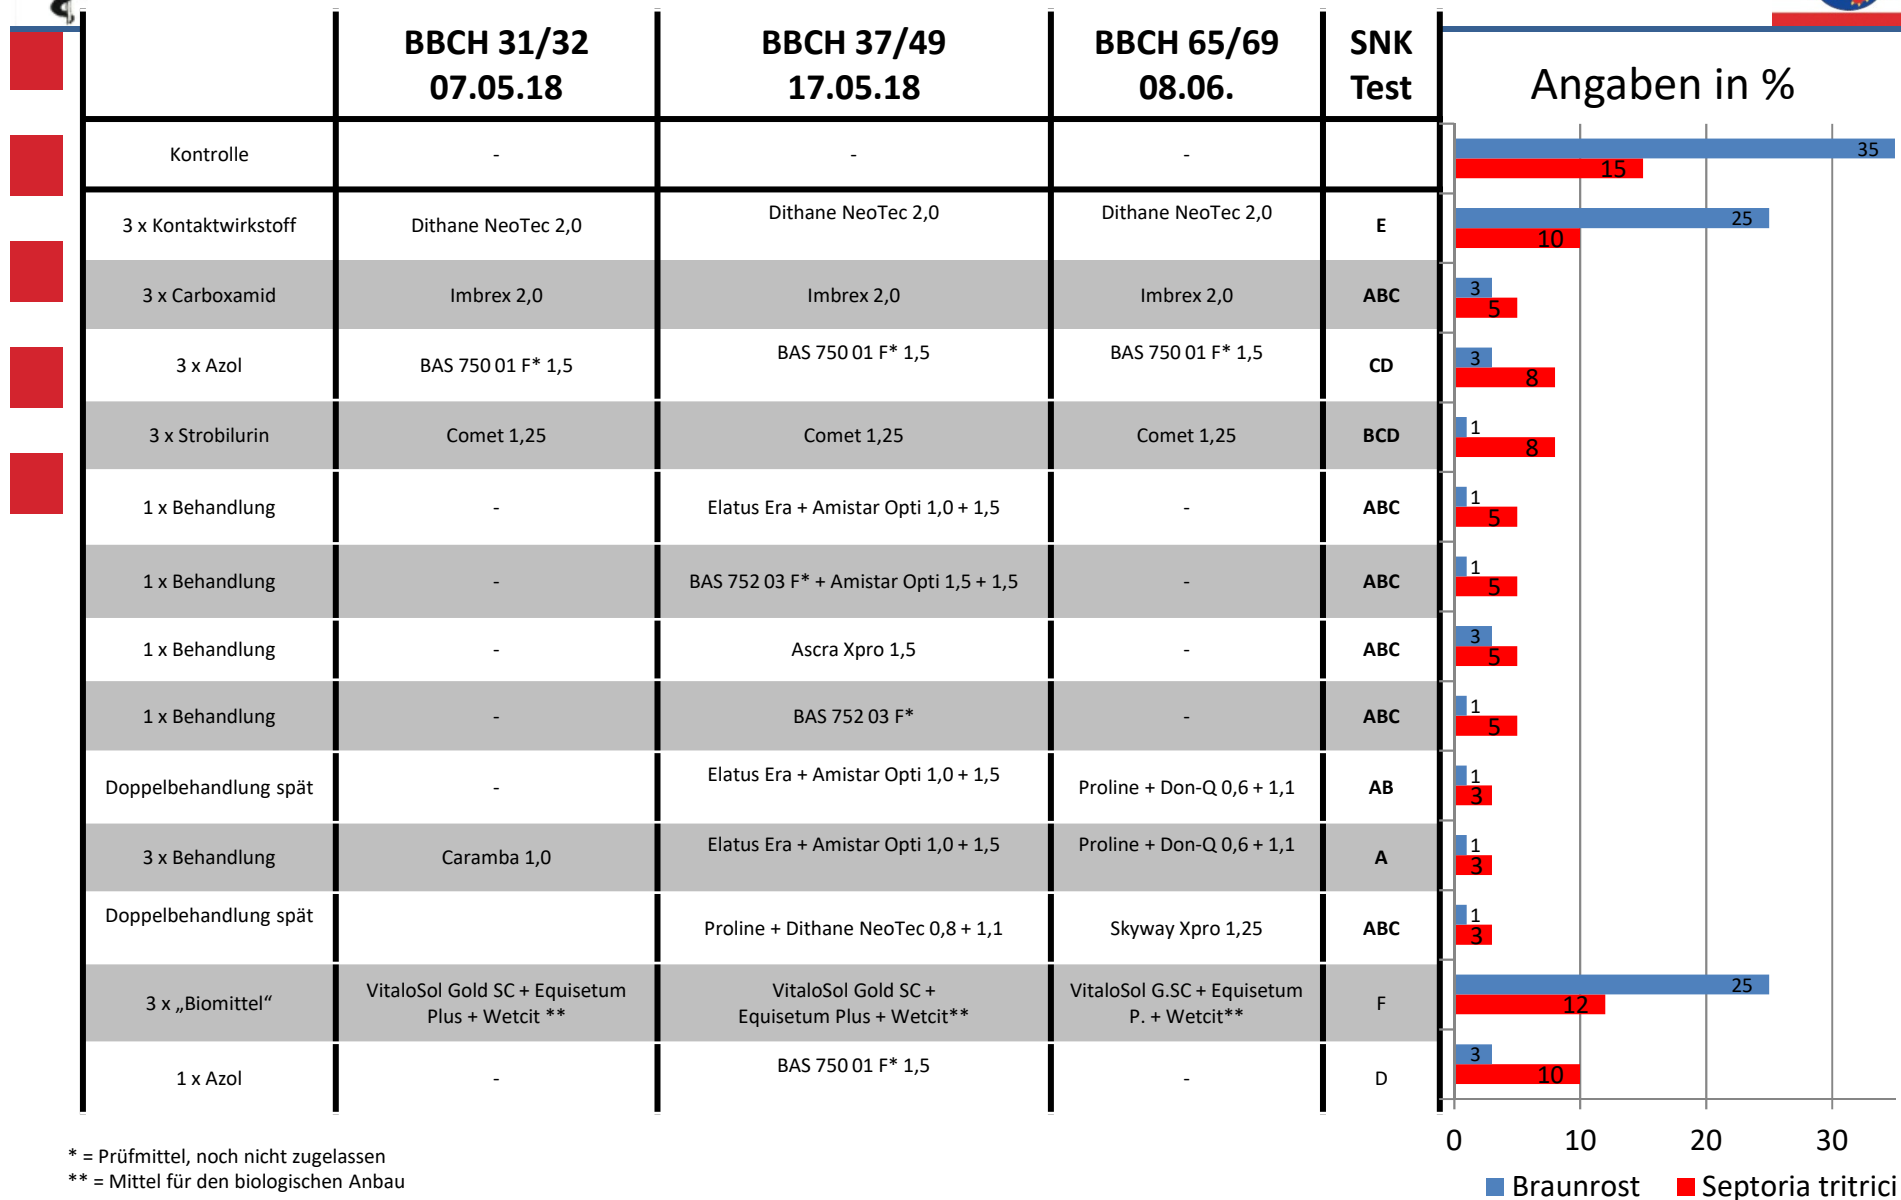 BBCH 31/32 BBCH 37/49 BBCH 65/69 SNK
07.05.18 17.05.18 08.06. Test
Angaben in %
Kontrolle - - -
35
15
3 x Kontaktwirkstoff Dithane NeoTec 2,0 Dithane NeoTec 2,0 Dithane NeoTec 2,0 E
25
10
3 x Carboxamid Imbrex 2,0 Imbrex 2,0 Imbrex 2,0 ABC
3
5
3 x Azol BAS 750 01 F* 1,5 BAS 750 01 F* 1,5 BAS 750 01 F* 1,5 CD
3
8
3 x Strobilurin Comet 1,25 Comet 1,25 Comet 1,25 BCD
1
8
1 x Behandlung - Elatus Era + Amistar Opti 1,0 + 1,5 - ABC
1
5
1 x Behandlung - BAS 752 03 F* + Amistar Opti 1,5 + 1,5 - ABC
1
5
1 x Behandlung - Ascra Xpro 1,5 - ABC
3
5
1 x Behandlung - BAS 752 03 F* - ABC
1
5
Doppelbehandlung spät - Elatus Era + Amistar Opti 1,0 + 1,5 Proline + Don-Q 0,6 + 1,1 AB
1
3
3 x Behandlung Caramba 1,0 Elatus Era + Amistar Opti 1,0 + 1,5 Proline + Don-Q 0,6 + 1,1 A
1
3
Doppelbehandlung spät Proline + Dithane NeoTec 0,8 + 1,1 Skyway Xpro 1,25 ABC
1
3
3 x „Biomittel“ VitaloSol Gold SC + Equisetum VitaloSol Gold SC + VitaloSol G.SC + Equisetum F
Plus + Wetcit ** Equisetum Plus + Wetcit** P. + Wetcit**
25
12
1 x Azol - BAS 750 01 F* 1,5 - D
3
10
0 10 20 30
Braunrost Septoria tritrici
* = Prüfmittel, noch nicht zugelassen
** = Mittel für den biologischen Anbau